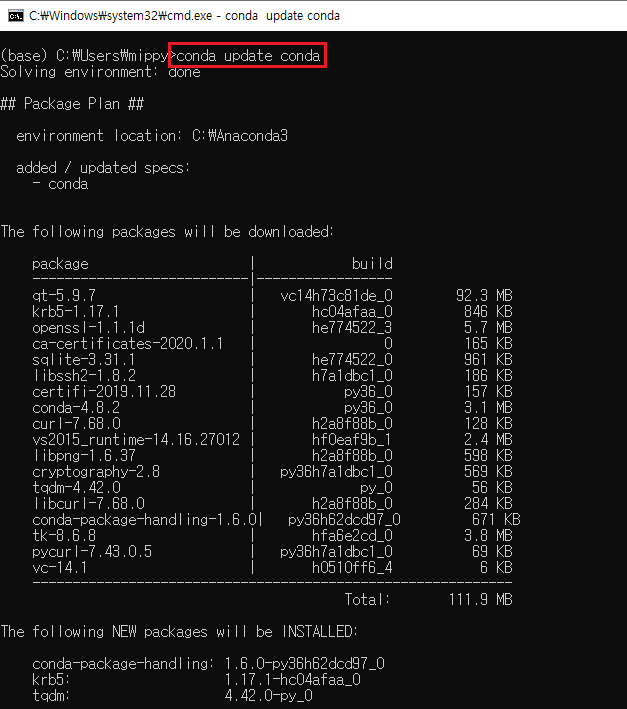 C:₩Windows₩system32₩cmd.exe - conda  update conda
(base) C:₩Users₩mippy>conda update conda
Solving environment: done
## Package Plan ##
  environment location: C:₩Anaconda3
  added / updated specs:
    - conda
The following packages will be downloaded:
    package                    |            build
    ---------------------------|-----------------
    qt-5.9.7                   |   vc14h73c81de_0        92.3 MB
    krb5-1.17.1                |       hc04afaa_0         846 KB
    openssl-1.1.1d             |       he774522_3         5.7 MB
    ca-certificates-2020.1.1   |                0         165 KB
    sqlite-3.31.1              |       he774522_0         961 KB
    libssh2-1.8.2              |       h7a1dbc1_0         186 KB
    certifi-2019.11.28         |           py36_0         157 KB
    conda-4.8.2                |           py36_0         3.1 MB
    curl-7.68.0                |       h2a8f88b_0         128 KB
    vs2015_runtime-14.16.27012 |       hf0eaf9b_1         2.4 MB
    libpng-1.6.37              |       h2a8f88b_0         598 KB
    cryptography-2.8           |   py36h7a1dbc1_0         569 KB
    tqdm-4.42.0                |             py_0          56 KB
    libcurl-7.68.0             |       h2a8f88b_0         284 KB
    conda-package-handling-1.6.0|    py36h62dcd97_0         671 KB
    tk-8.6.8                   |       hfa6e2cd_0         3.8 MB
    pycurl-7.43.0.5            |   py36h7a1dbc1_0          69 KB
    vc-14.1                    |       h0510ff6_4           6 KB
    ------------------------------------------------------------
                                           Total:       111.9 MB
The following NEW packages will be INSTALLED:
    conda-package-handling: 1.6.0-py36h62dcd97_0
    krb5:                   1.17.1-hc04afaa_0
    tqdm:                   4.42.0-py_0